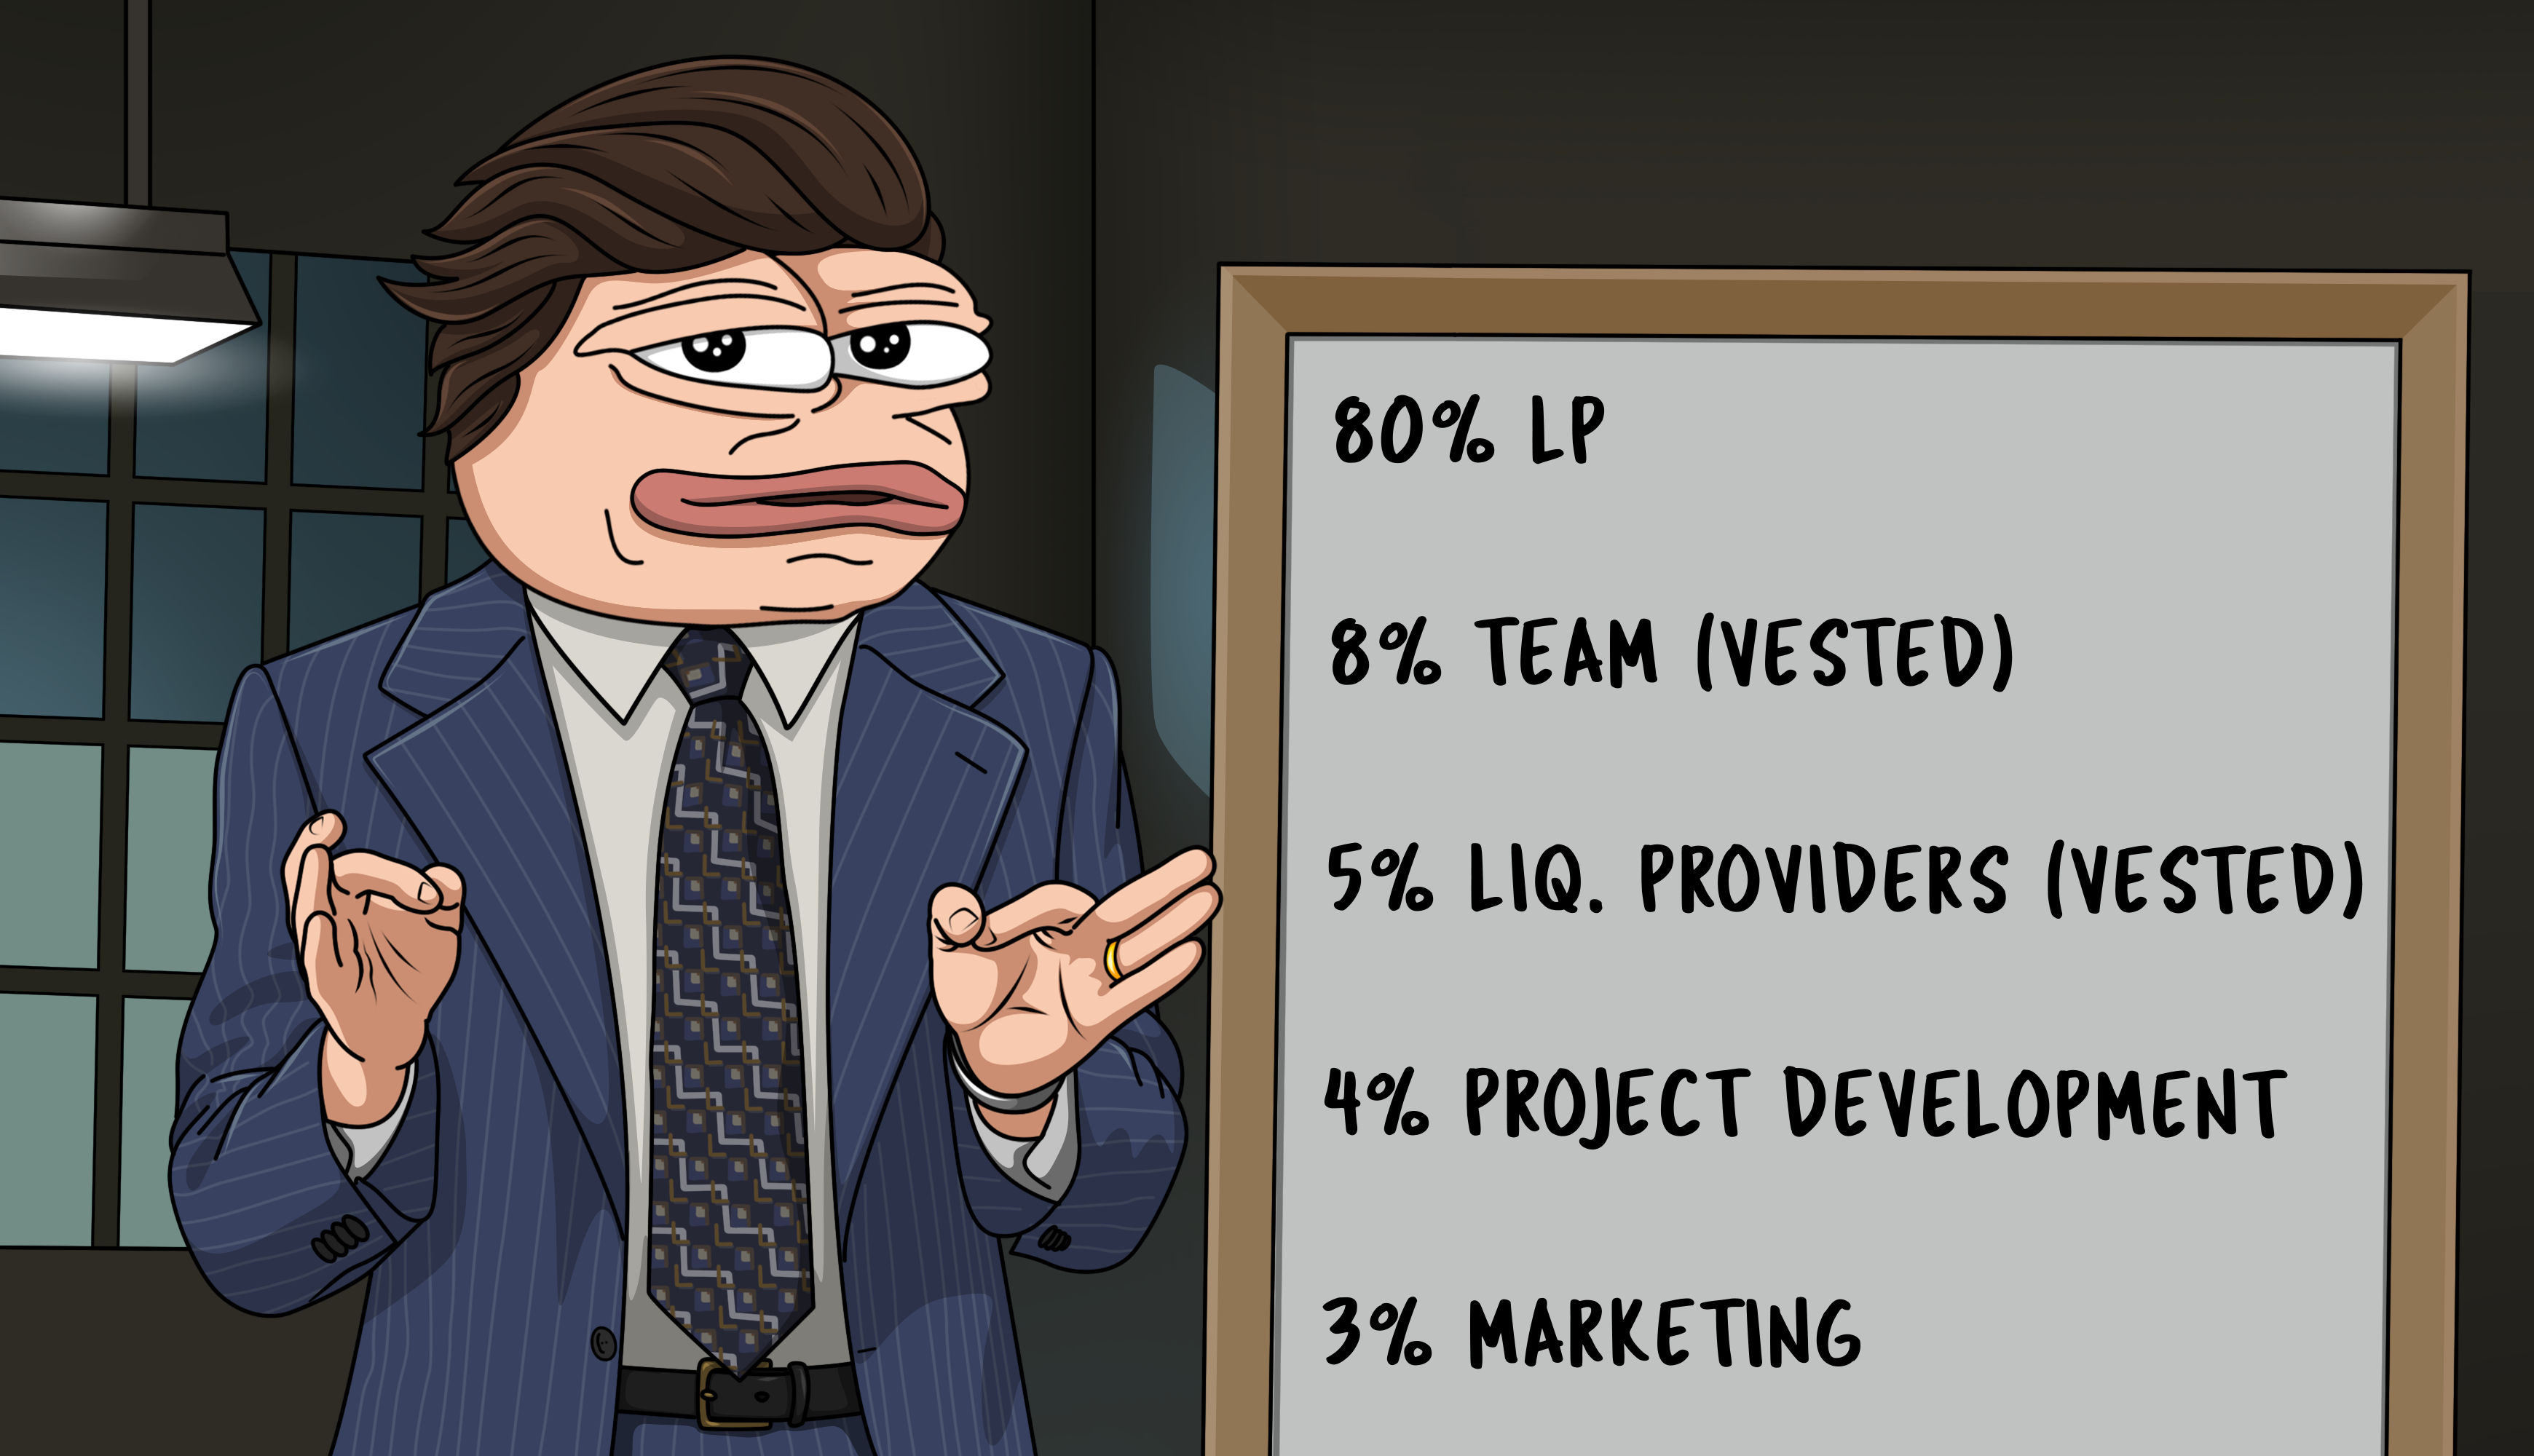 80% LP
8% TEAM (VESTED)
5% LIQ. PROVIDERS (VESTED)
4% PROJECT DEVELOPMENT
3% MARKETING